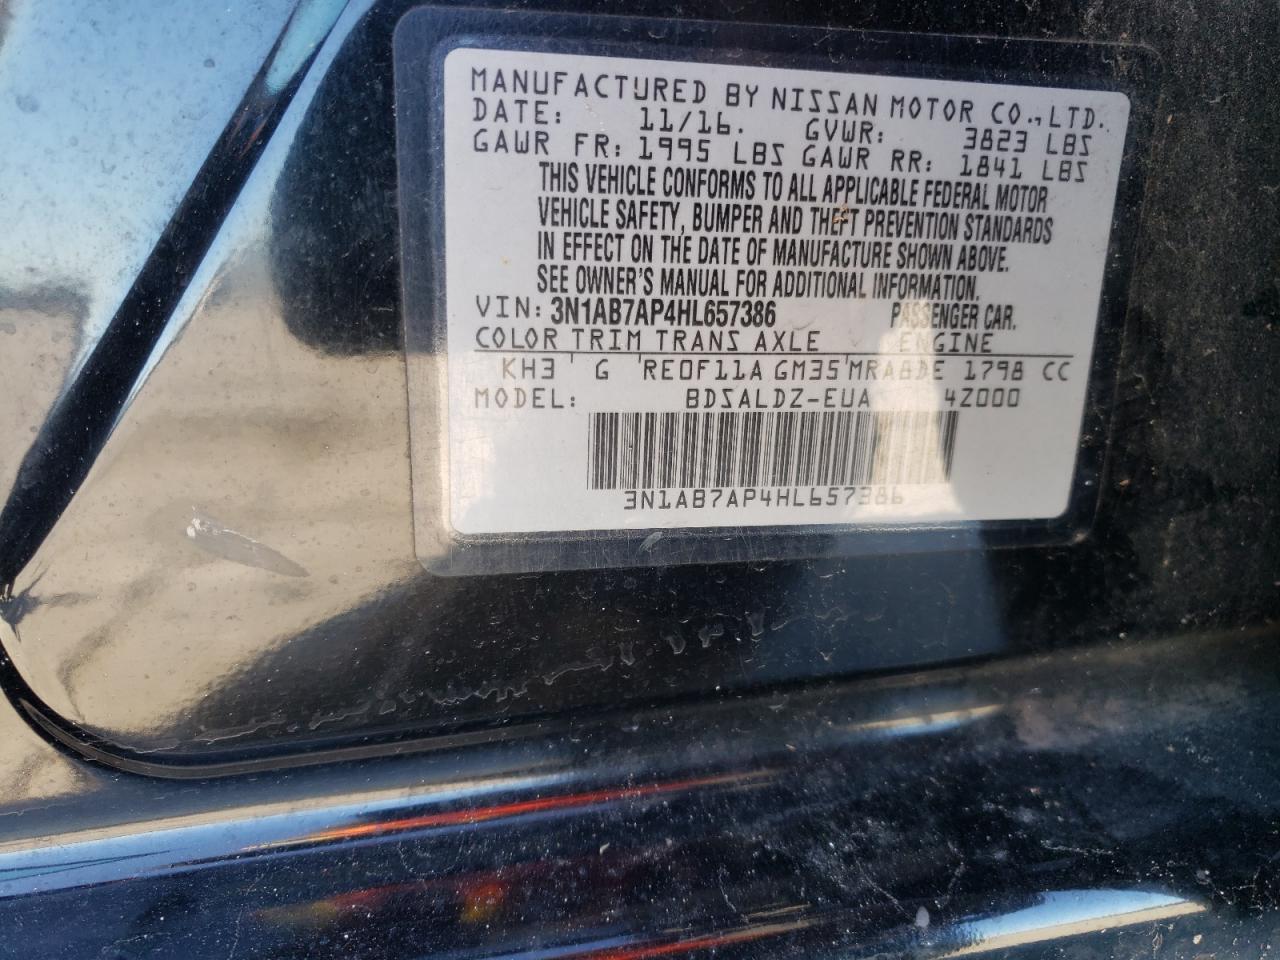 MANUFACTURED BY NISSAN MOTOR CO.,LTD.
DATE: 11/16. GVWR: 3823 LBS
GAWR FR: 1995 LBS GAWR RR: 1841 LBS
THIS VEHICLE CONFORMS TO ALL APPLICABLE FEDERAL MOTOR
VEHICLE SAFETY, BUMPER AND THEFT PREVENTION STANDARDS
IN EFFECT ON THE DATE OF MANUFACTURE SHOWN ABOVE.
SEE OWNER'S MANUAL FOR ADDITIONAL INFORMATION.
VIN: 3N1AB7AP4HL657386 PASSENGER CAR.
COLOR TRIM TRANS AXLE ENGINE
KH3 G RE0F11A GM35 MRA8DE 1798 CC
MODEL: BDSALDZ-EUA 4Z000
3N1AB7AP4HL657386